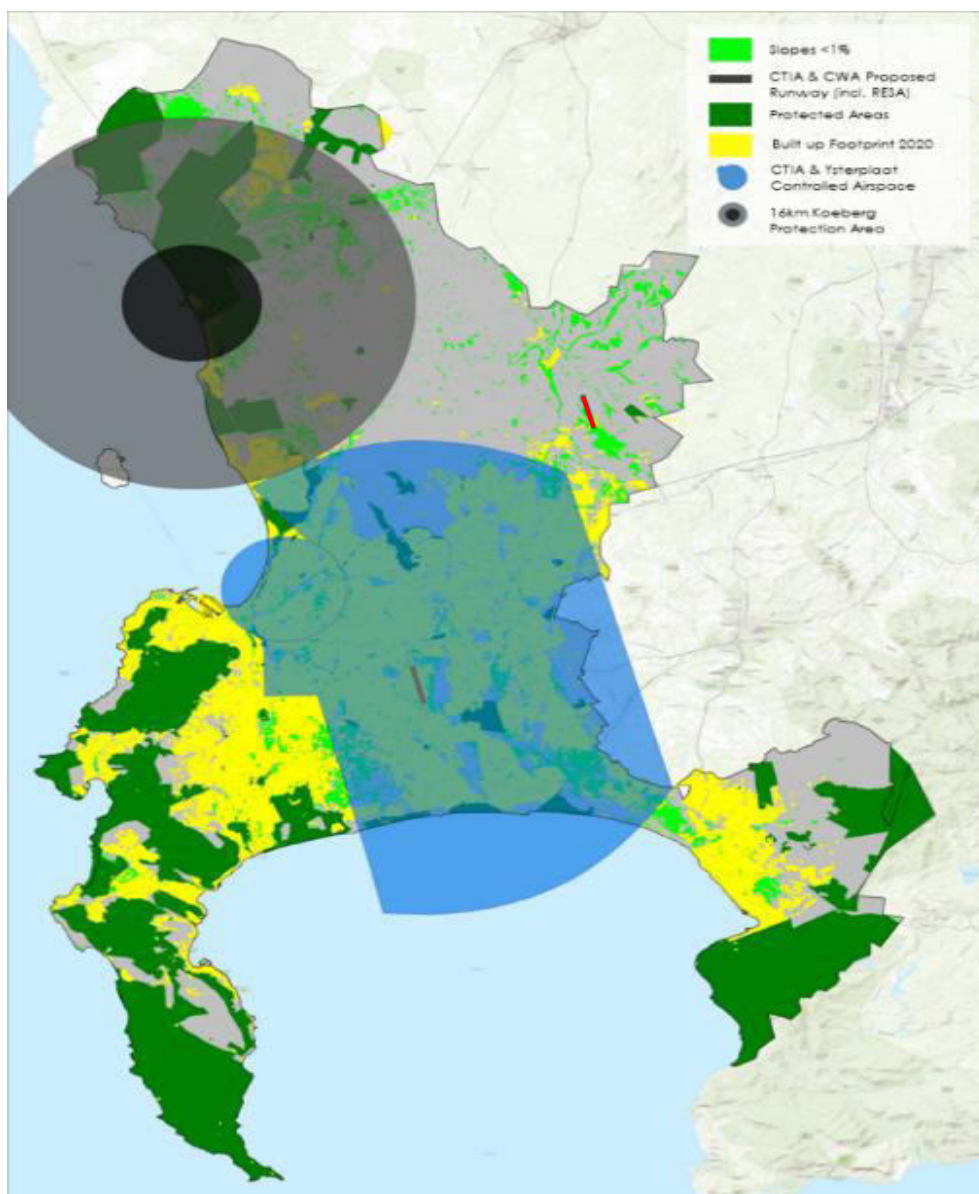 Slopes <1%
CTIA & CWA Proposed
Runway (incl. RESA)
Protected Areas
Built up Footprint 2020
CTIA & Ysterplaat
Controlled Airspace
16km Koeberg
Protection Area